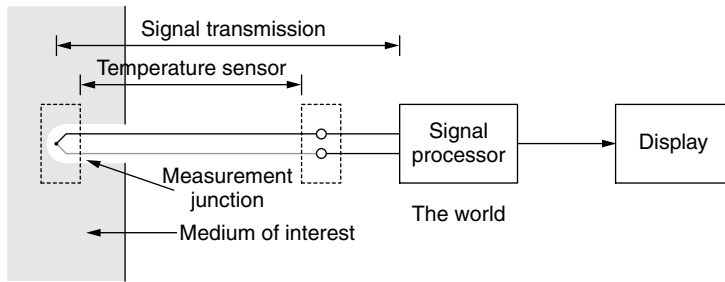 Signal transmission
Temperature sensor
Signal
processor
Display
Measurement
junction
The world
Medium of interest